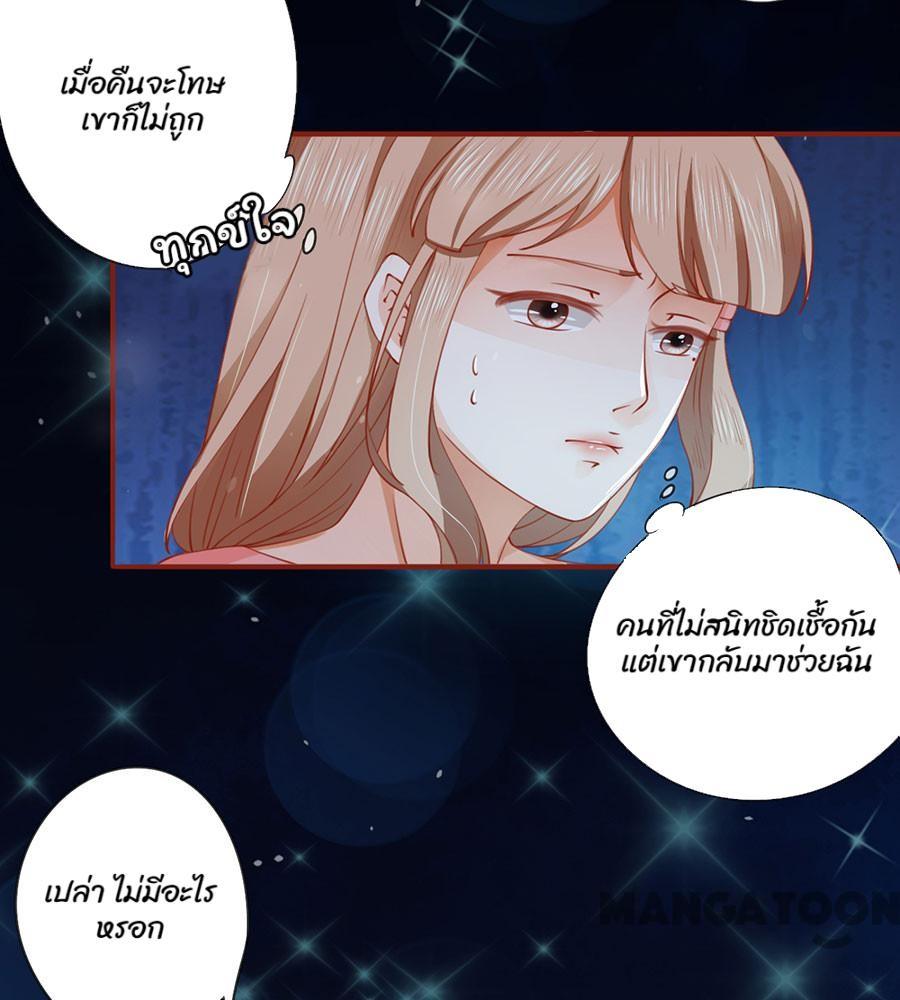 เมื่อคืนจะโทษ
เขาก็ไม่ถูก
ทุกข์ใจ
คนที่ไม่สนิทชิดเชื้อกัน
แต่เขากลับมาช่วยฉัน
เปล่า ไม่มีอะไร
หรอก
MANGATOON